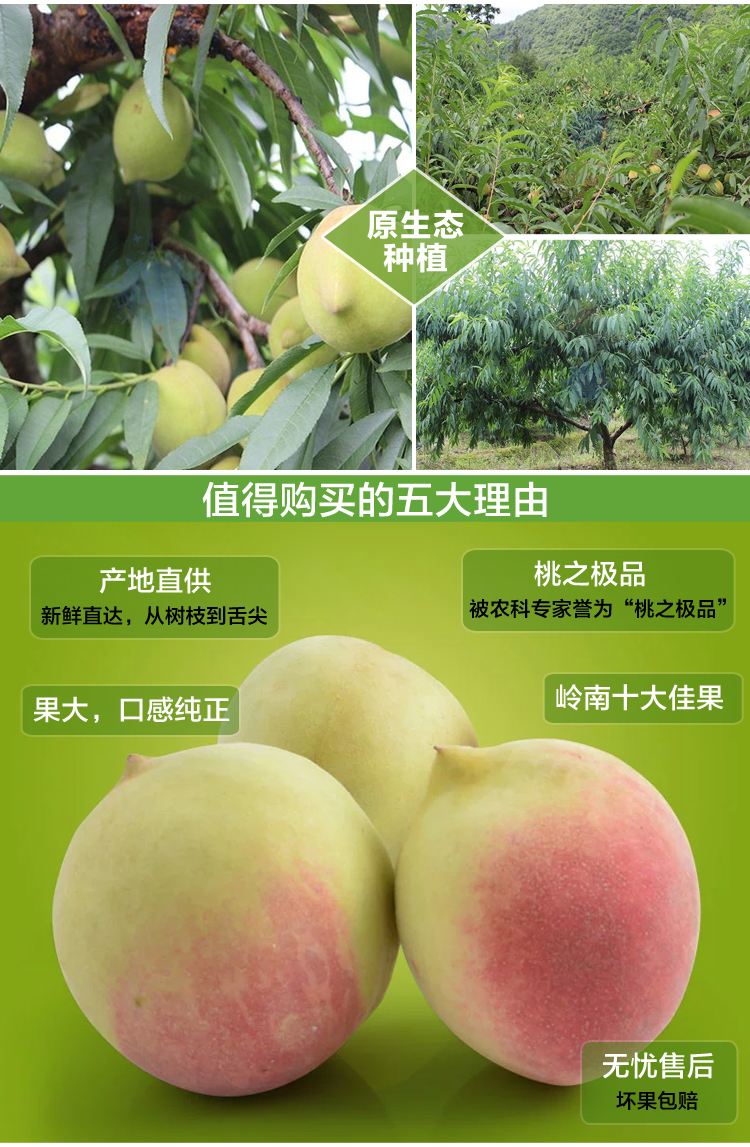 原生态
种植
值得购买的五大理由
产地直供
新鲜直达，从树枝到舌尖
桃之极品
被农科专家誉为“桃之极品”
果大，口感纯正
岭南十大佳果
无忧售后
坏果包赔